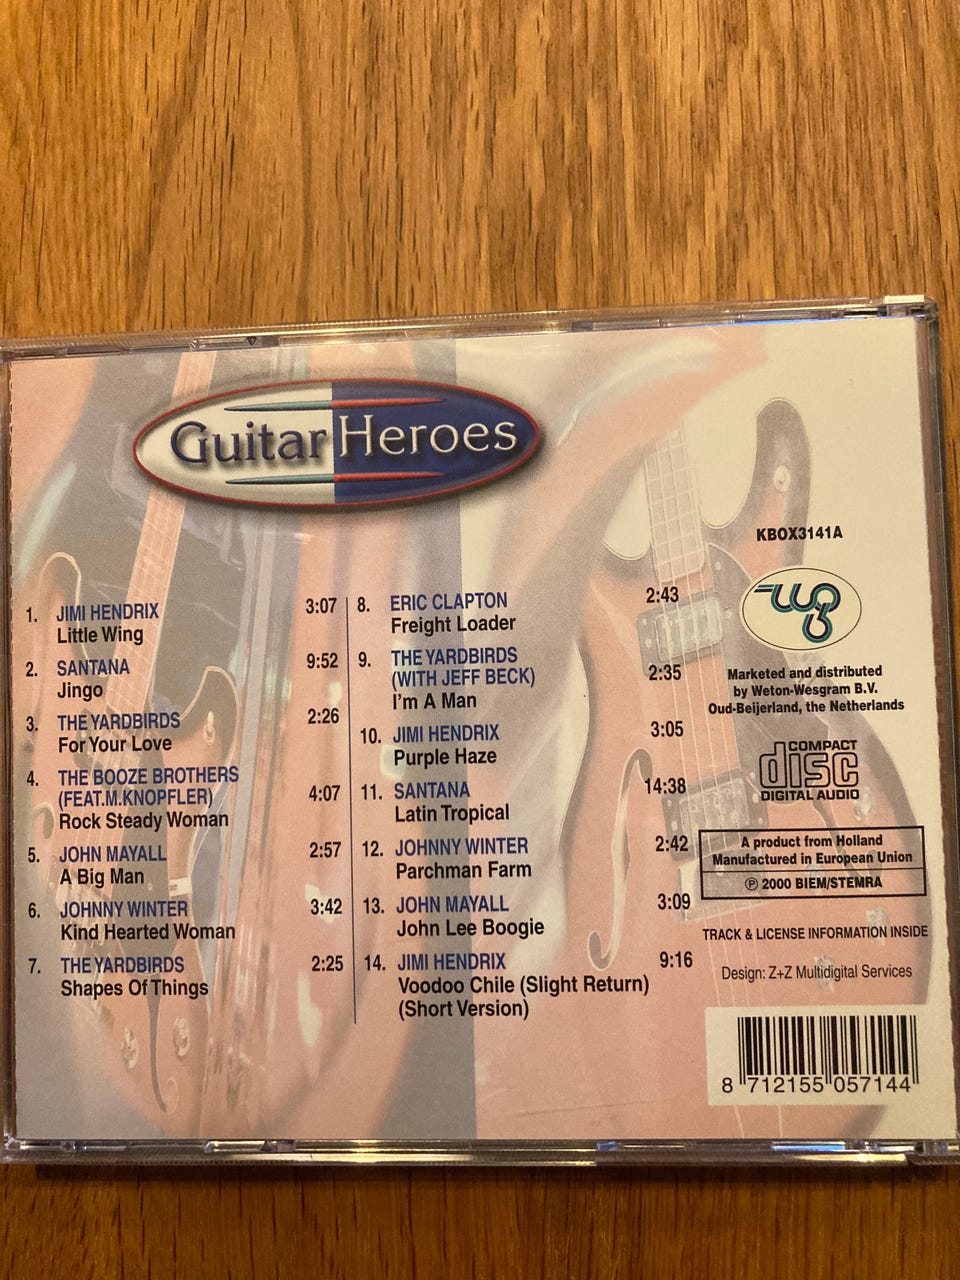 Guitar Heroes
KBOX3141A
1. JIMI HENDRIX 3:07
Little Wing
2. SANTANA 9:52
Jingo
3. THE YARDBIRDS 2:26
For Your Love
4. THE BOOZE BROTHERS
(FEAT.M.KNOPFLER) 4:07
Rock Steady Woman
5. JOHN MAYALL 2:57
A Big Man
6. JOHNNY WINTER 3:42
Kind Hearted Woman
7. THE YARDBIRDS 2:25
Shapes Of Things
8. ERIC CLAPTON 2:43
Freight Loader
9. THE YARDBIRDS
(WITH JEFF BECK) 2:35
I'm A Man
10. JIMI HENDRIX 3:05
Purple Haze
11. SANTANA 14:38
Latin Tropical
12. JOHNNY WINTER 2:42
Parchman Farm
13. JOHN MAYALL 3:09
John Lee Boogie
14. JIMI HENDRIX 9:16
Voodoo Chile (Slight Return)
(Short Version)
wg
Marketed and distributed
by Weton-Wesgram B.V.
Oud-Beijerland, the Netherlands
COMPACT
disc
DIGITAL AUDIO
A product from Holland
Manufactured in European Union
℗ 2000 BIEM/STEMRA
TRACK & LICENSE INFORMATION INSIDE
Design: Z+Z Multidigital Services
8 712155 057144